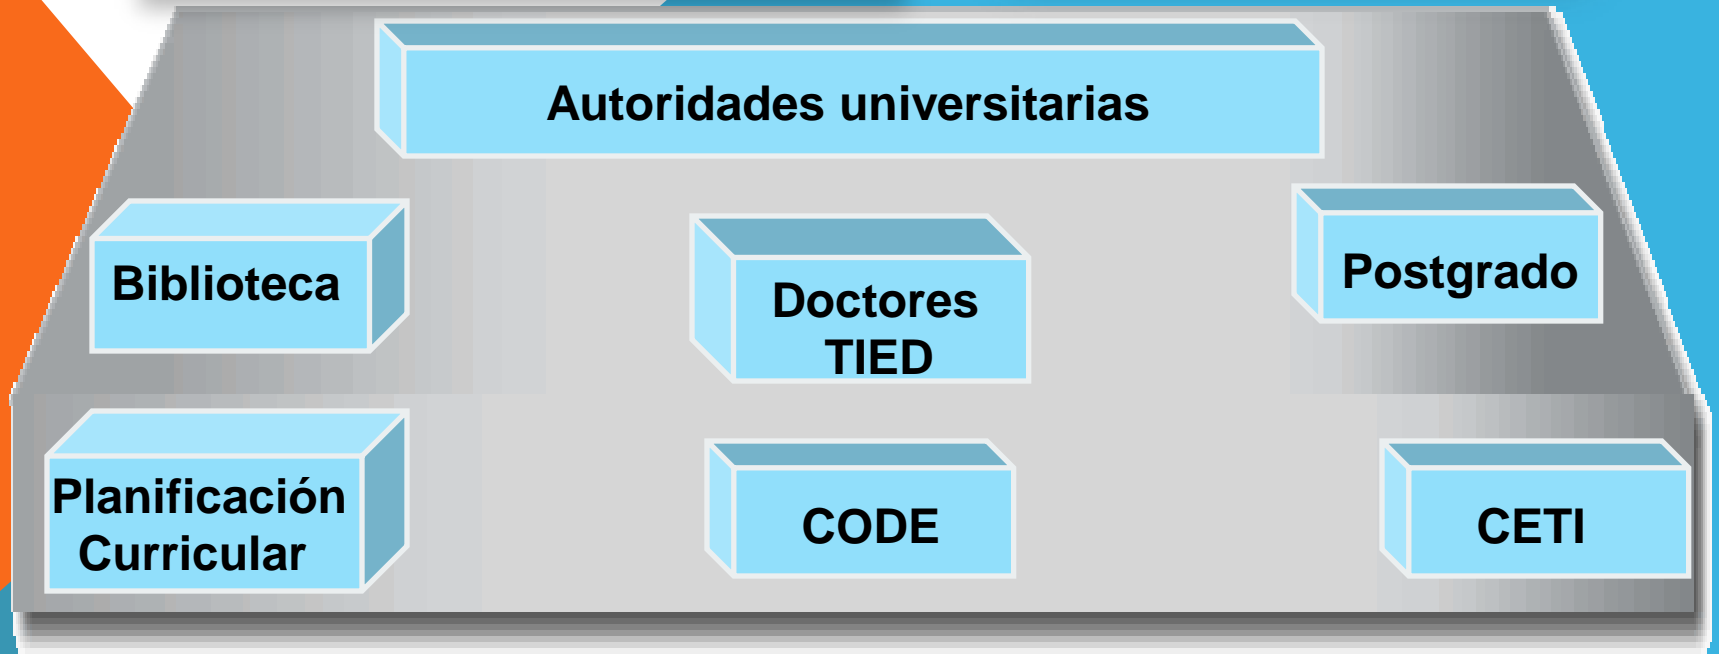 Autoridades universitarias
Biblioteca
Doctores
TIED
Postgrado
Planificación
Curricular
CODE
CETI